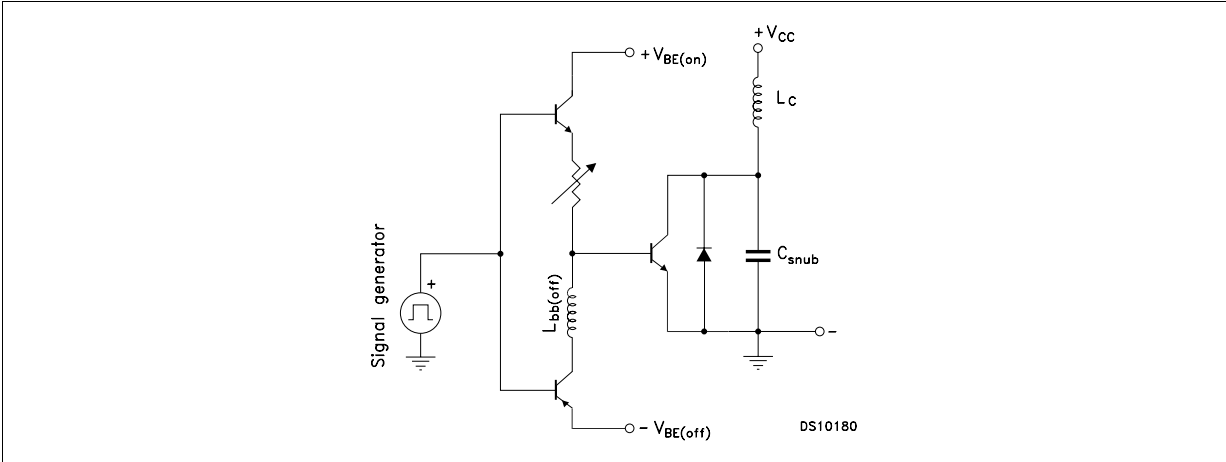 +VCC
+ VBE(on)
LC
Signal generator
+
Lbb(off)
Csnub
-
- VBE(off)
DS10180